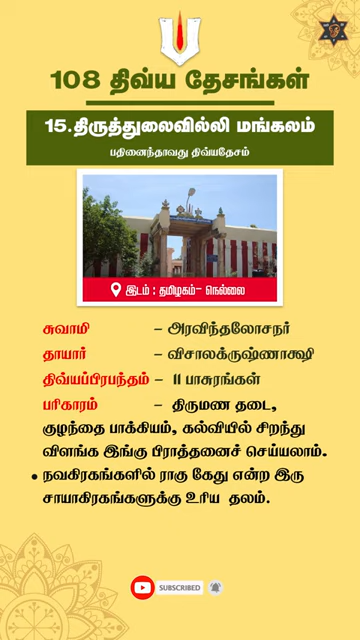 108 திவ்ய தேசங்கள்
15.திருத்துலைவில்லி மங்கலம்
பதினைந்தாவது திவ்யதேசம்
இடம் : தமிழகம்- நெல்லை
சுவாமி - அரவிந்தலோசநர்
தாயார் - விசாலக்ருஷ்ணாக்ஷி
திவ்யப்பிரபந்தம் - 11 பாசுரங்கள்
பரிகாரம் - திருமண தடை,
குழந்தை பாக்கியம், கல்வியில் சிறந்து
விளங்க இங்கு பிராத்தனைச் செய்யலாம்.
• நவகிரகங்களில் ராகு கேது என்ற இரு
சாயாகிரகங்களுக்கு உரிய தலம்.
SUBSCRIBED